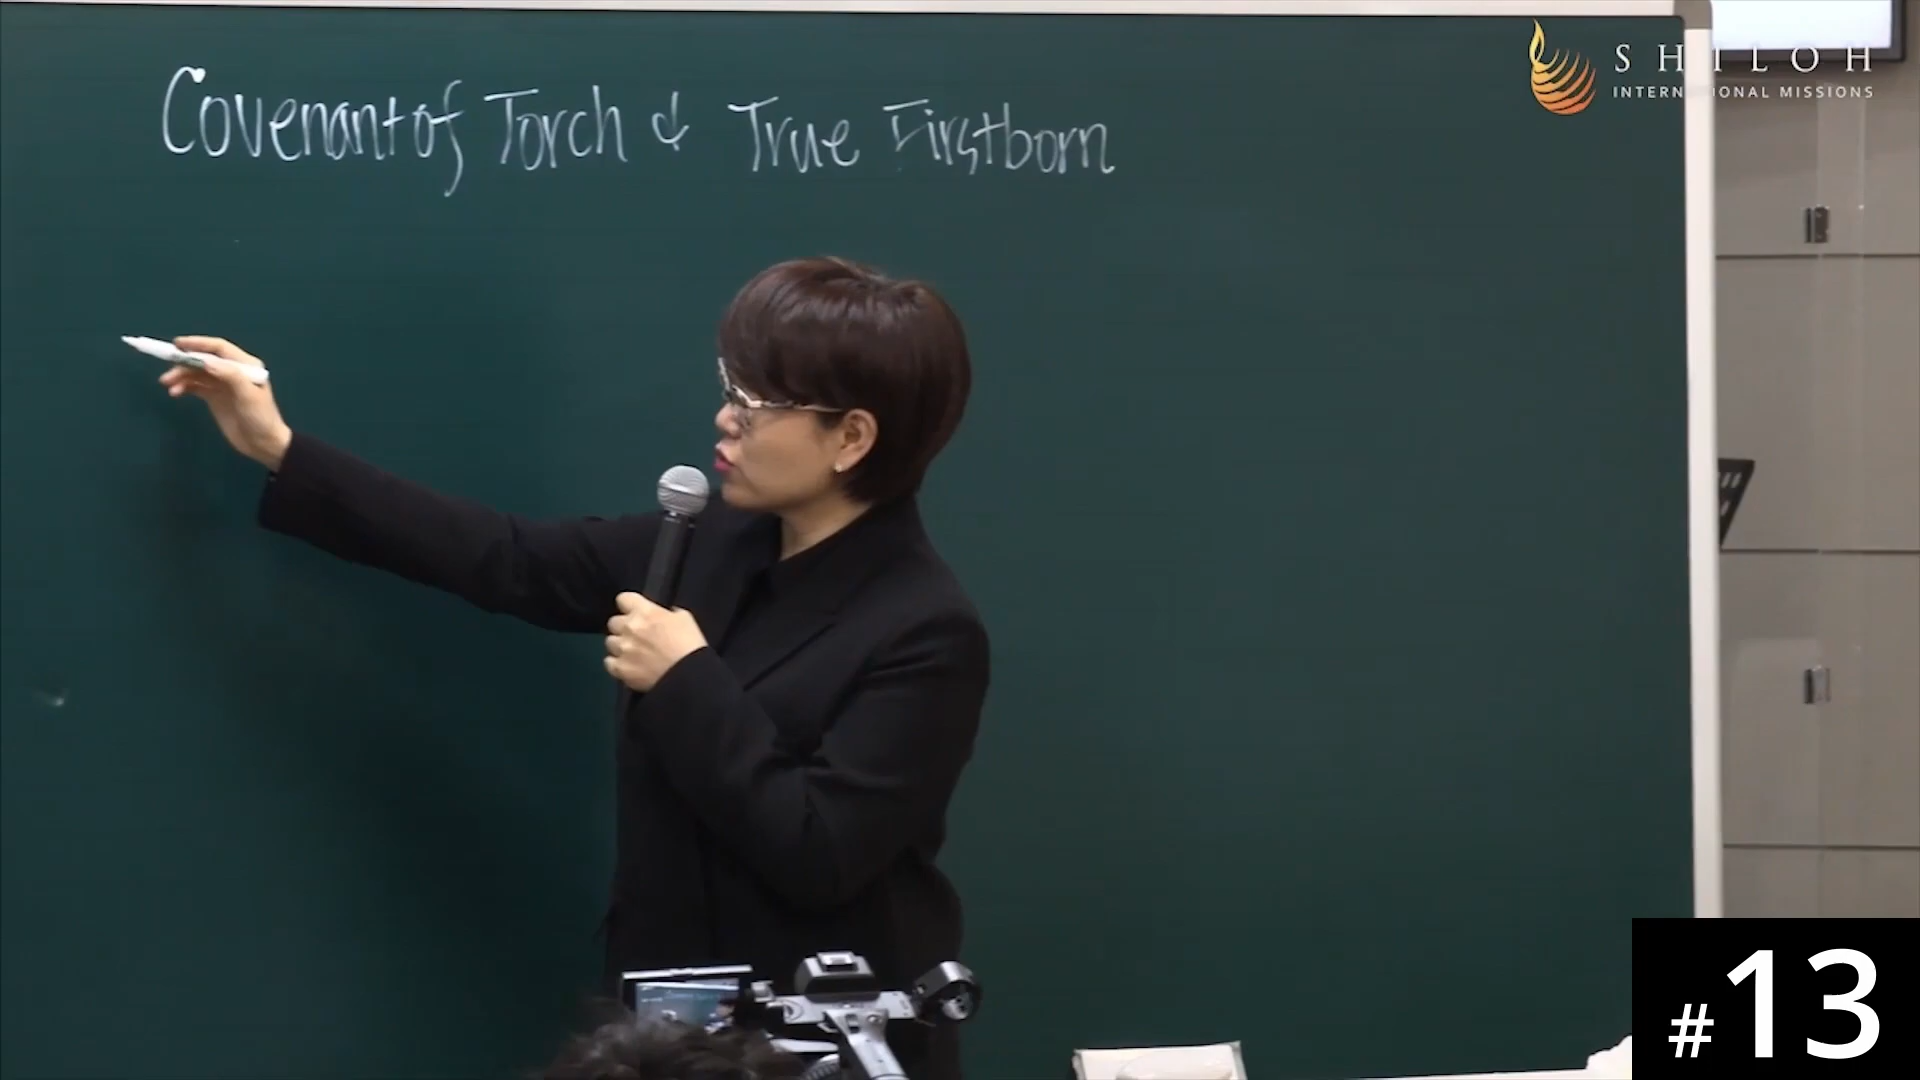 Covenant of Torch & True Firstborn
SHILOH
INTERNATIONAL MISSIONS
#13